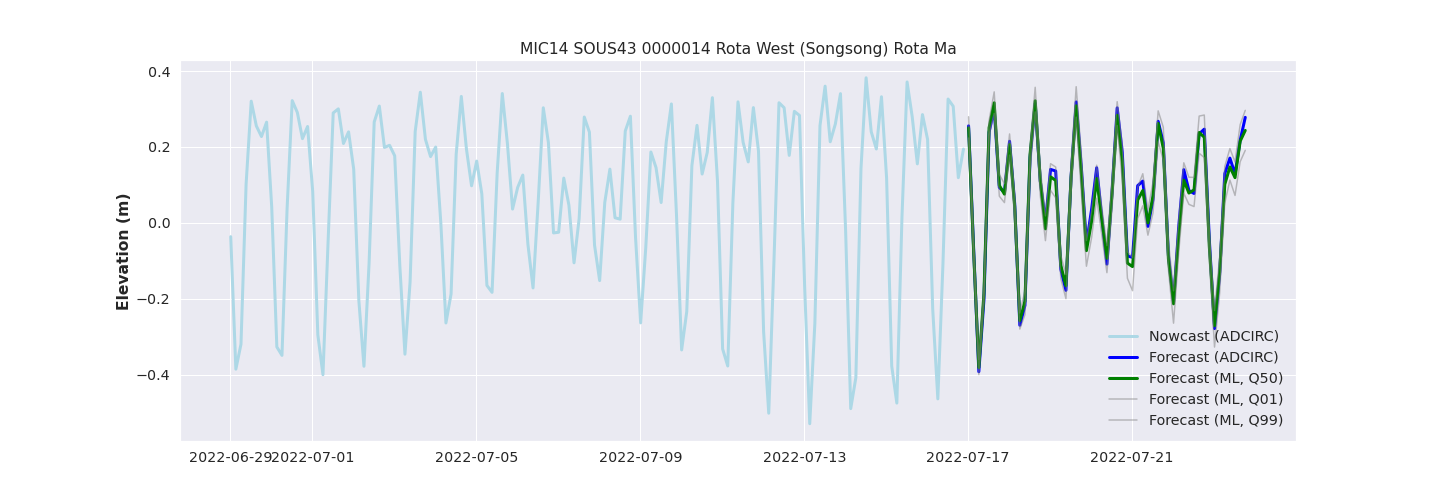 MIC14 SOUS43 0000014 Rota West (Songsong) Rota Ma
Elevation (m)
0.4
0.2
0.0
−0.2
−0.4
2022-06-29
2022-07-01
2022-07-05
2022-07-09
2022-07-13
2022-07-17
2022-07-21
Nowcast (ADCIRC)
Forecast (ADCIRC)
Forecast (ML, Q50)
Forecast (ML, Q01)
Forecast (ML, Q99)